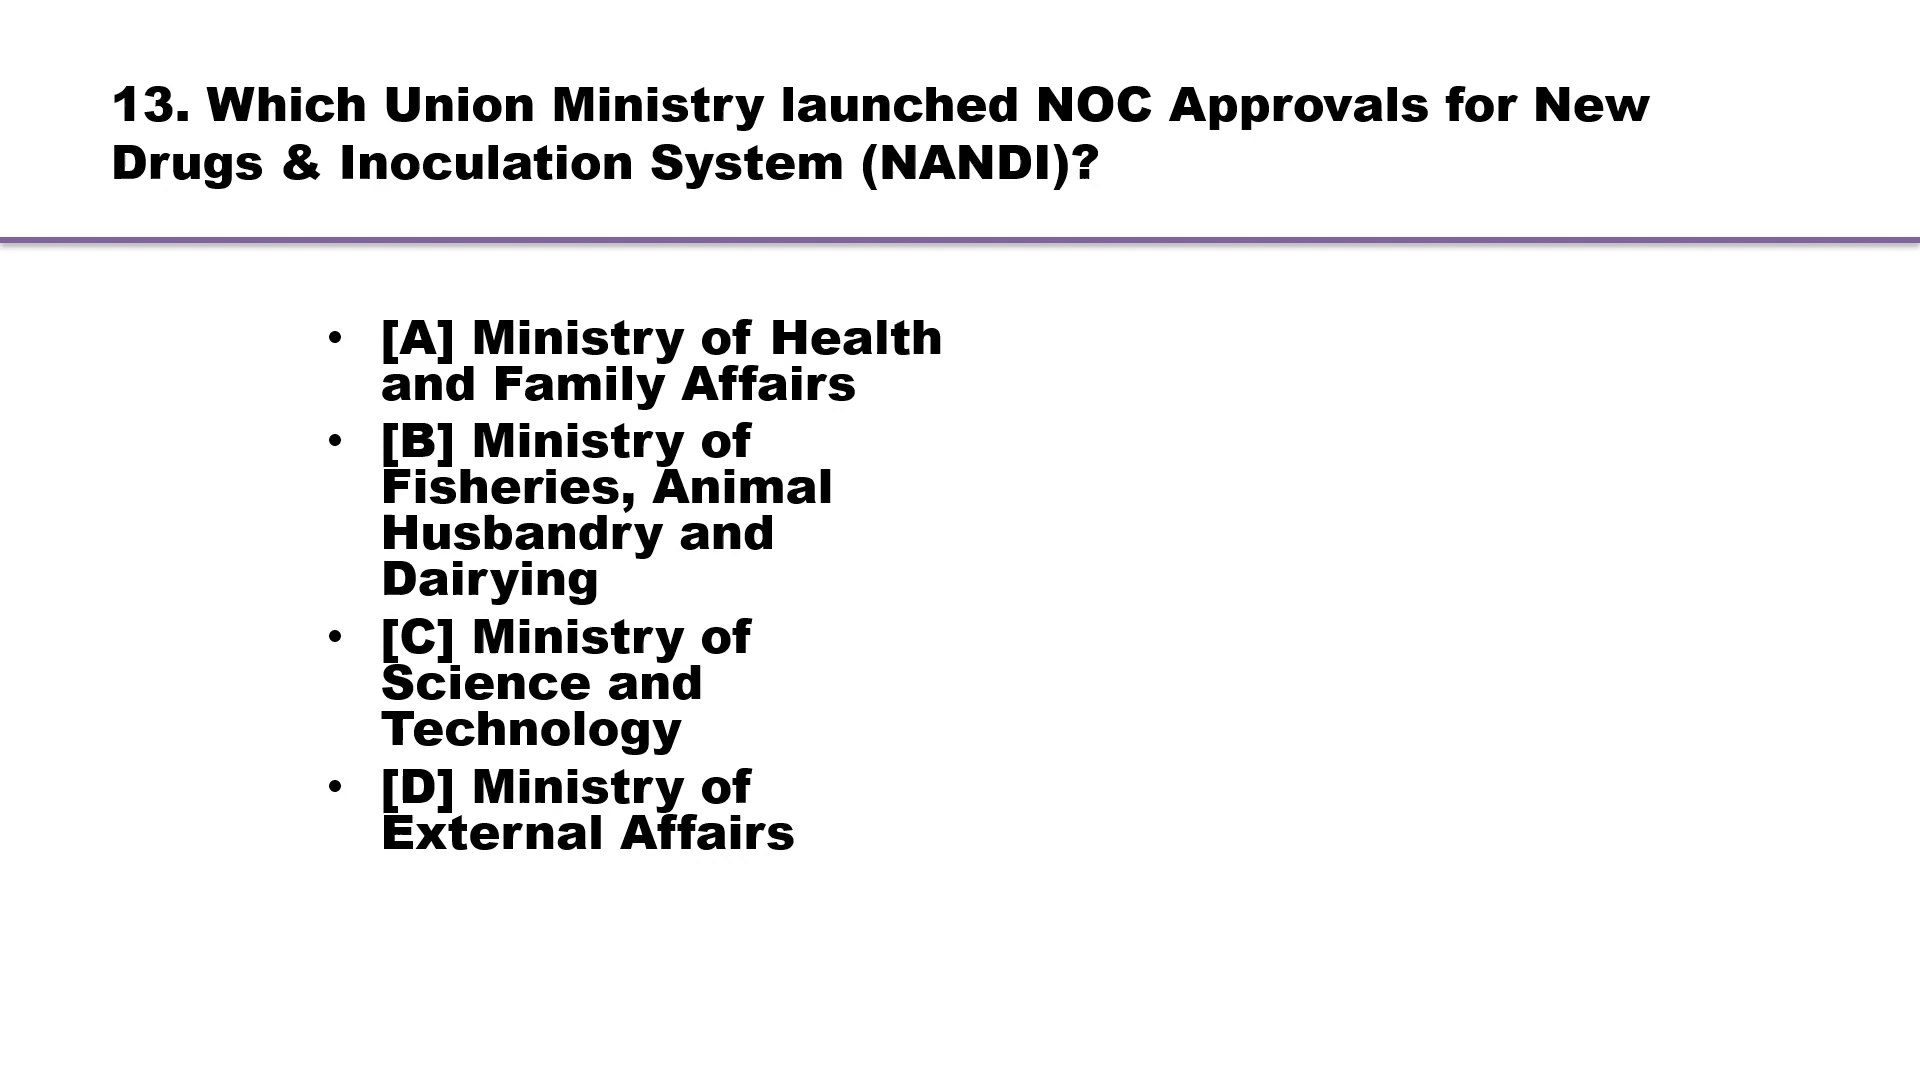 13. Which Union Ministry launched NOC Approvals for New
Drugs & Inoculation System (NANDI)?
• [A] Ministry of Health
and Family Affairs
• [B] Ministry of
Fisheries, Animal
Husbandry and
Dairying
• [C] Ministry of
Science and
Technology
• [D] Ministry of
External Affairs